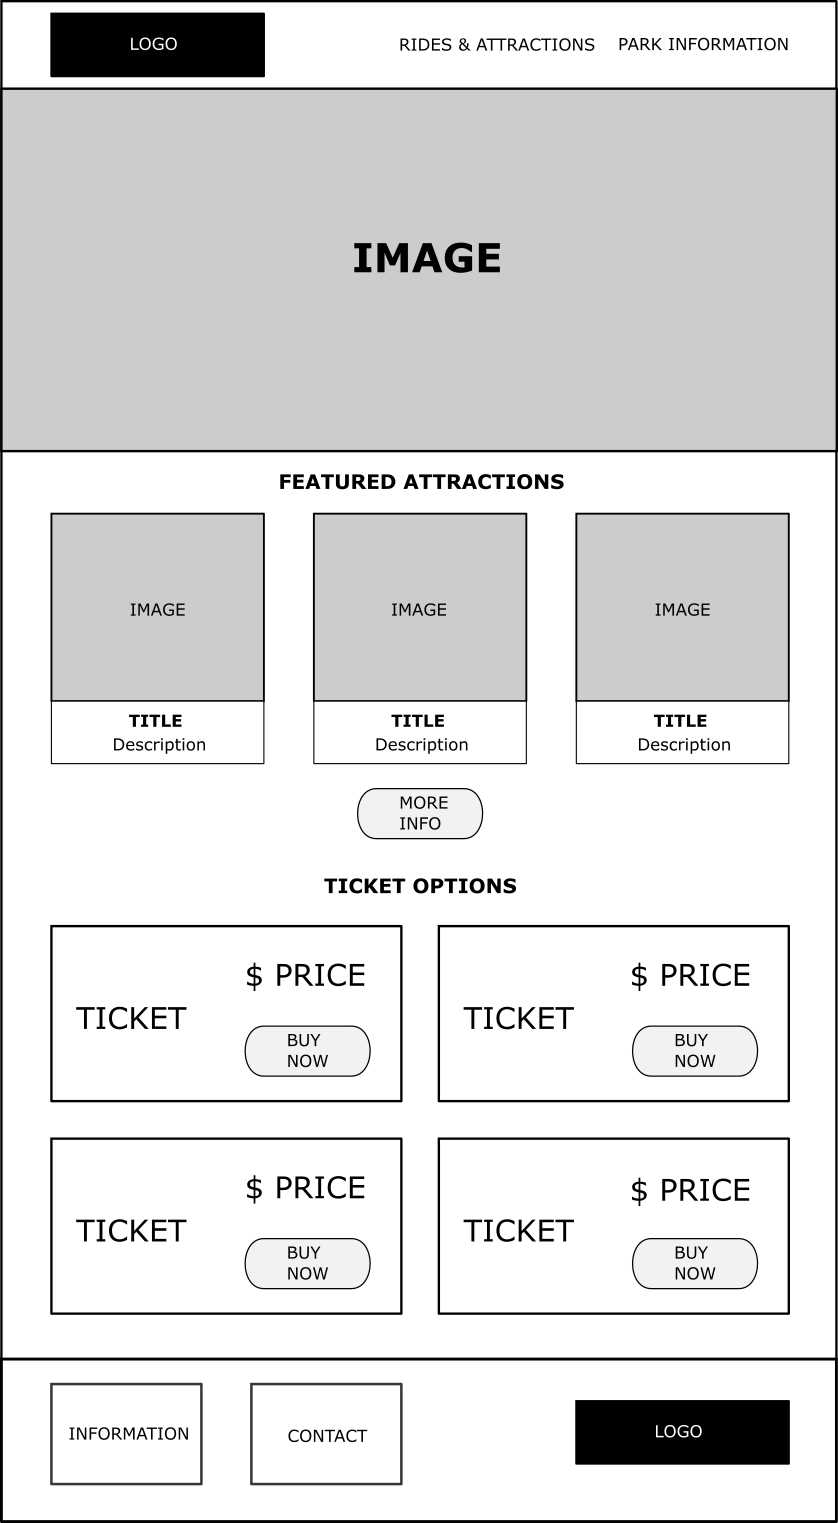 LOGO
RIDES & ATTRACTIONS
PARK INFORMATION
IMAGE
FEATURED ATTRACTIONS
IMAGE
TITLE
Description
IMAGE
TITLE
Description
IMAGE
TITLE
Description
MORE
INFO
TICKET OPTIONS
TICKET
$ PRICE
BUY
NOW
TICKET
$ PRICE
BUY
NOW
TICKET
$ PRICE
BUY
NOW
TICKET
$ PRICE
BUY
NOW
INFORMATION
CONTACT
LOGO